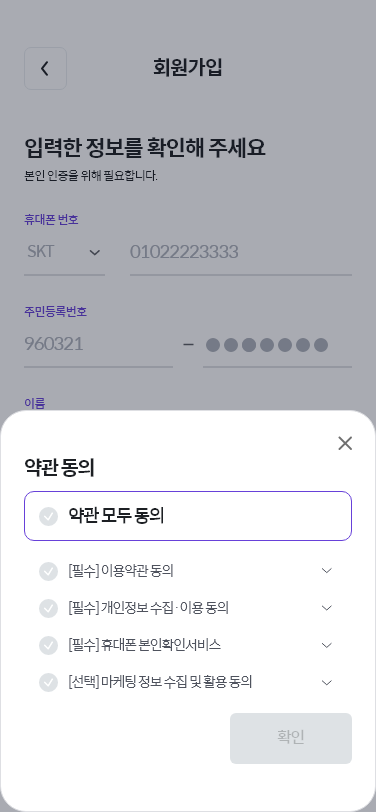 회원가입
입력한 정보를 확인해 주세요
본인 인증을 위해 필요합니다.
휴대폰 번호
SKT 01022223333
주민등록번호
960321 – ●●●●●●●
이름
약관 동의
약관 모두 동의
[필수] 이용약관 동의
[필수] 개인정보 수집·이용 동의
[필수] 휴대폰 본인확인서비스
[선택] 마케팅 정보 수집 및 활용 동의
확인